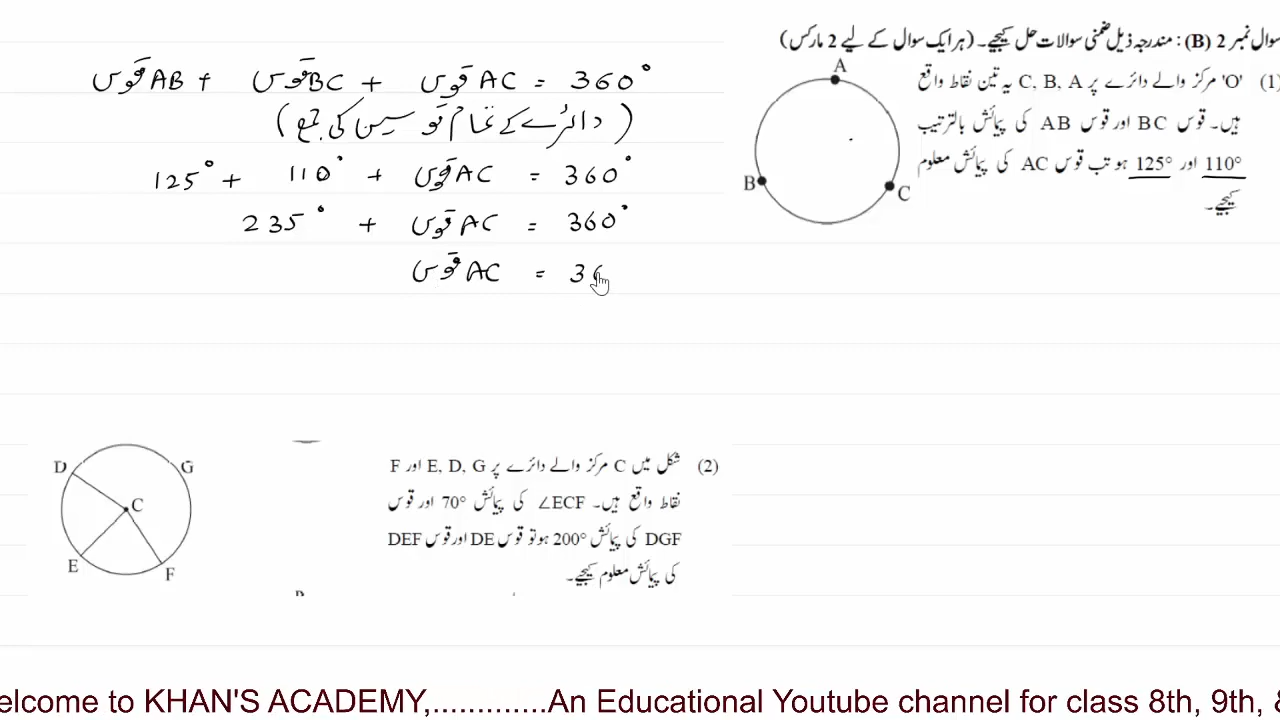 سوال نمبر 2 (B) : مندرجہ ذیل ضمنی سوالات حل کیجیے۔ (ہر ایک سوال کے لیے 2 مارکس)
(1) 'O' مرکز والے دائرے پر C, B, A یہ تین نقاط واقع
ہیں۔ قوس BC اور قوس AB کی پیمائش بالترتیب
110° اور 125° ہو تب قوس AC کی پیمائش معلوم
کیجیے۔
A
B
C
قوس AB + قوس BC + قوس AC = 360°
(دائرے کے تمام قوسین کی جمع)
125° + 110° + قوس AC = 360°
235° + قوس AC = 360°
قوس AC = 36
(2) شکل میں C مرکز والے دائرے پر E, D, G اور F
نقاط واقع ہیں۔ ∠ECF کی پیمائش 70° اور قوس
DGF کی پیمائش 200° ہو تو قوس DE اور قوس DEF
کی پیمائش معلوم کیجیے۔
D
G
C
E
F
elcome to KHAN'S ACADEMY,.............An Educational Youtube channel for class 8th, 9th, 8